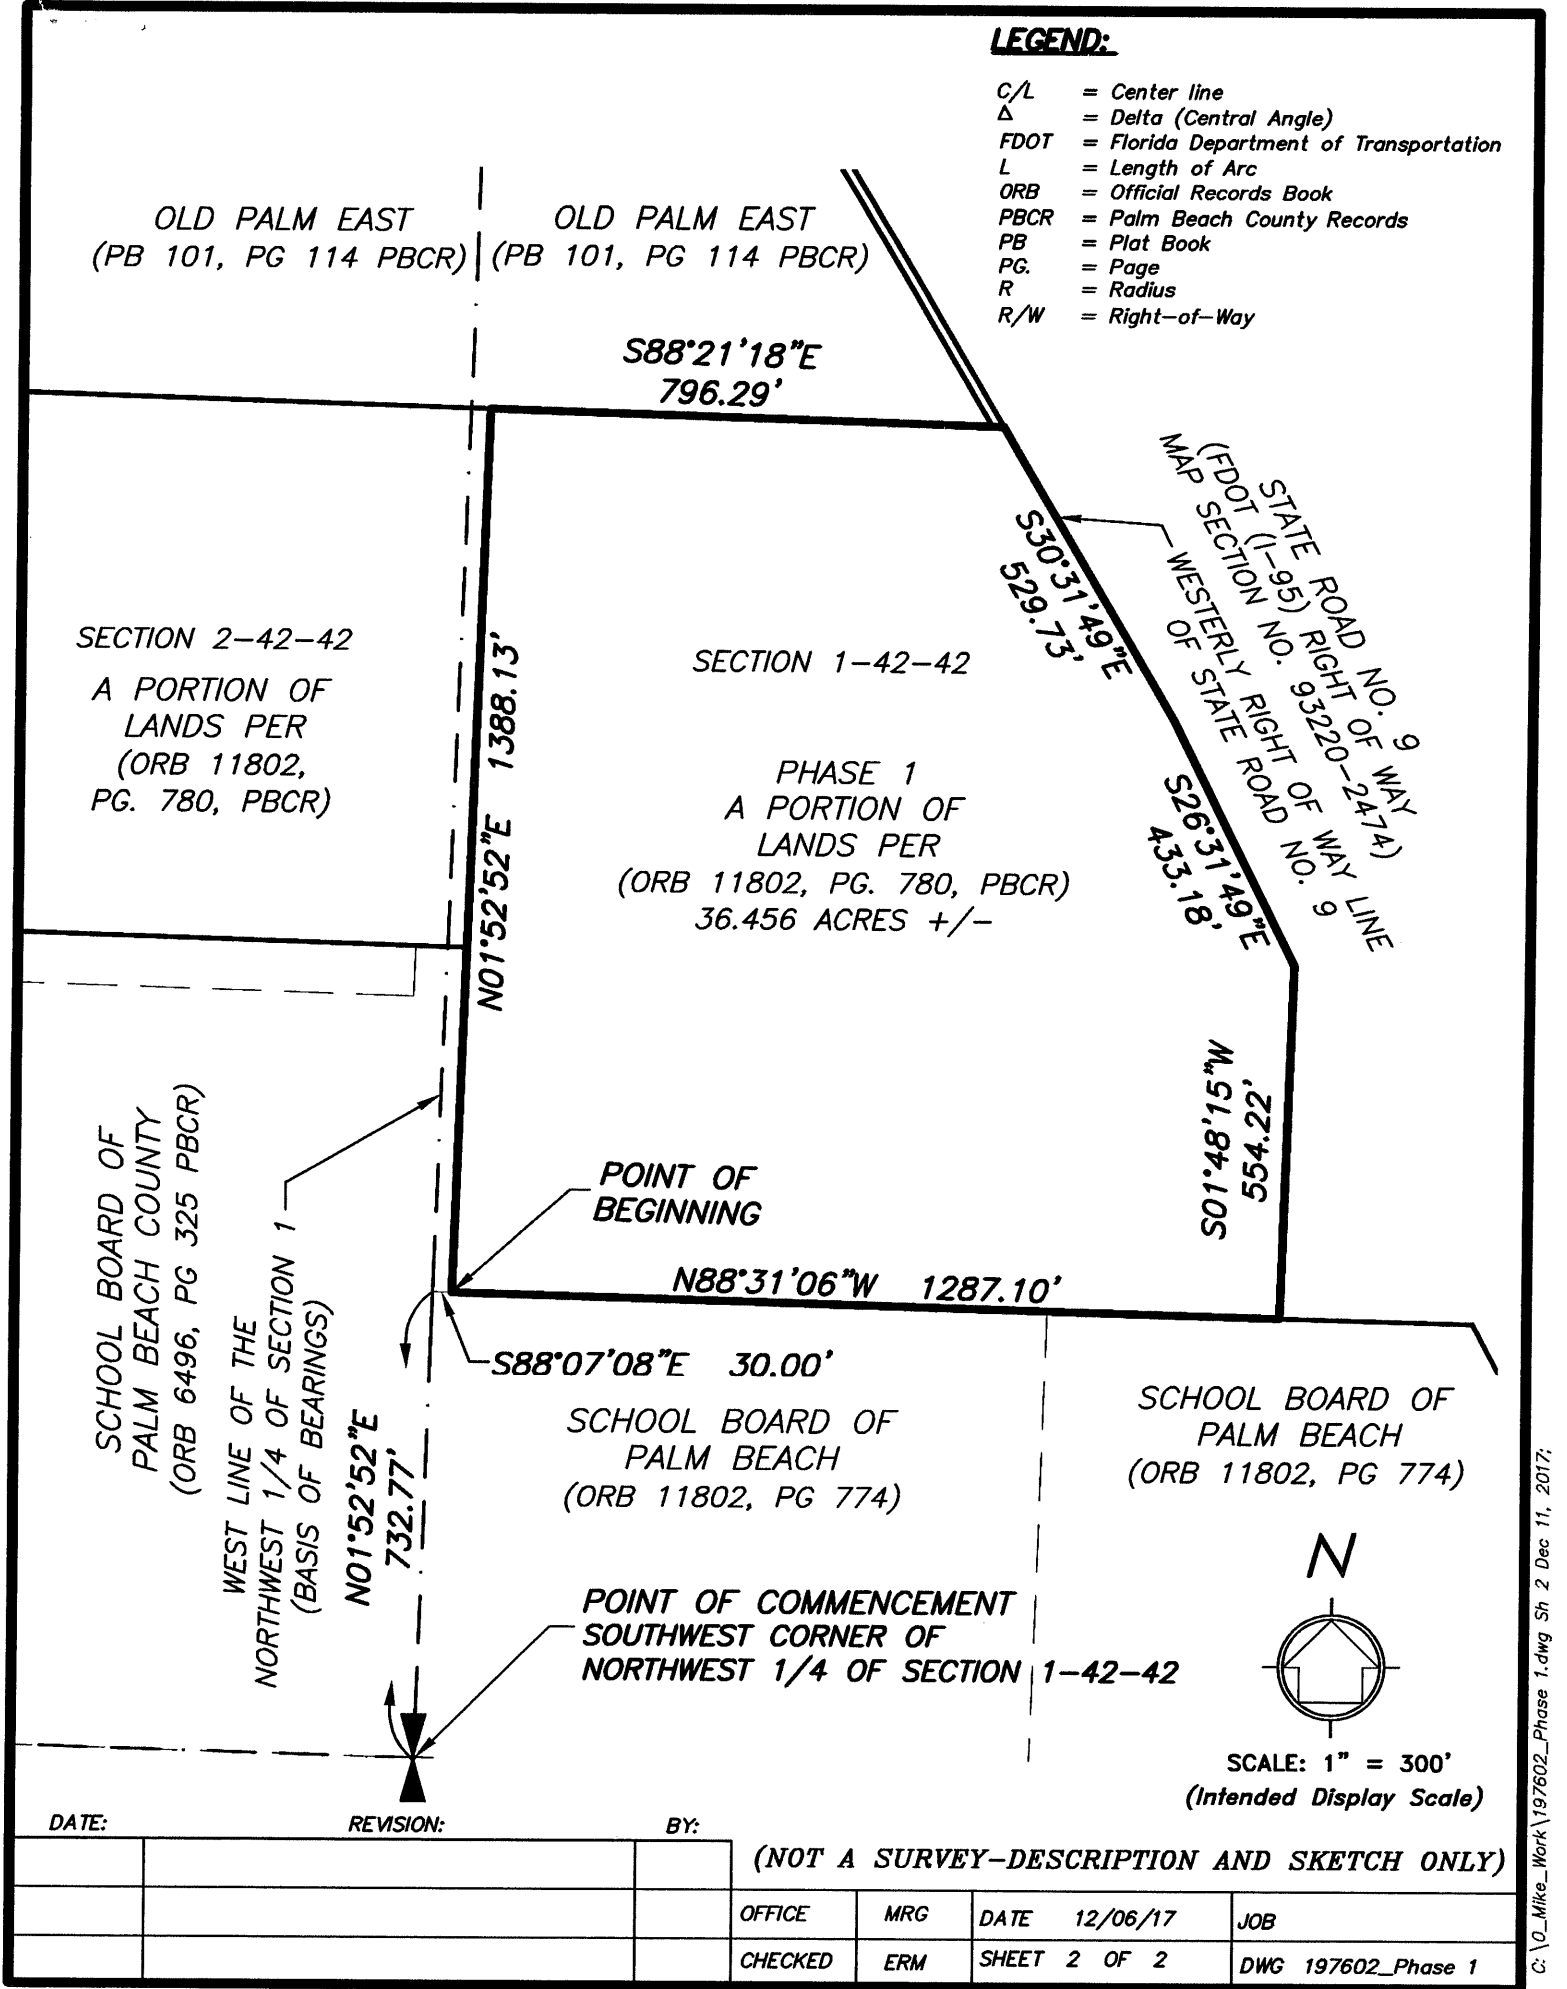 LEGEND:
C/L = Center line
Δ = Delta (Central Angle)
FDOT = Florida Department of Transportation
L = Length of Arc
ORB = Official Records Book
PBCR = Palm Beach County Records
PB = Plat Book
PG. = Page
R = Radius
R/W = Right-of-Way
OLD PALM EAST
(PB 101, PG 114 PBCR)
OLD PALM EAST
(PB 101, PG 114 PBCR)
S88°21'18"E
796.29'
STATE ROAD NO. 9
(FDOT (I-95) RIGHT OF WAY
MAP SECTION NO. 93220-2474)
WESTERLY RIGHT OF WAY LINE
OF STATE ROAD NO. 9
S30°31'49"E
529.73'
SECTION 2-42-42
A PORTION OF
LANDS PER
(ORB 11802,
PG. 780, PBCR)
N01°52'52"E 1388.13'
SECTION 1-42-42
PHASE 1
A PORTION OF
LANDS PER
(ORB 11802, PG. 780, PBCR)
36.456 ACRES +/-
S26°31'49"E
433.18'
S01°48'15"W
554.22'
SCHOOL BOARD OF
PALM BEACH COUNTY
(ORB 6496, PG 325 PBCR)
WEST LINE OF THE
NORTHWEST 1/4 OF SECTION 1
(BASIS OF BEARINGS)
POINT OF
BEGINNING
N88°31'06"W 1287.10'
S88°07'08"E 30.00'
N01°52'52"E
732.77'
SCHOOL BOARD OF
PALM BEACH
(ORB 11802, PG 774)
SCHOOL BOARD OF
PALM BEACH
(ORB 11802, PG 774)
POINT OF COMMENCEMENT
SOUTHWEST CORNER OF
NORTHWEST 1/4 OF SECTION 1-42-42
N
SCALE: 1" = 300'
(Intended Display Scale)
DATE: REVISION: BY:
(NOT A SURVEY-DESCRIPTION AND SKETCH ONLY)
OFFICE MRG DATE 12/06/17 JOB
CHECKED ERM SHEET 2 OF 2 DWG 197602_Phase 1
C:\0_Mike_Work\197602_Phase 1.dwg Sh 2 Dec 11, 2017;